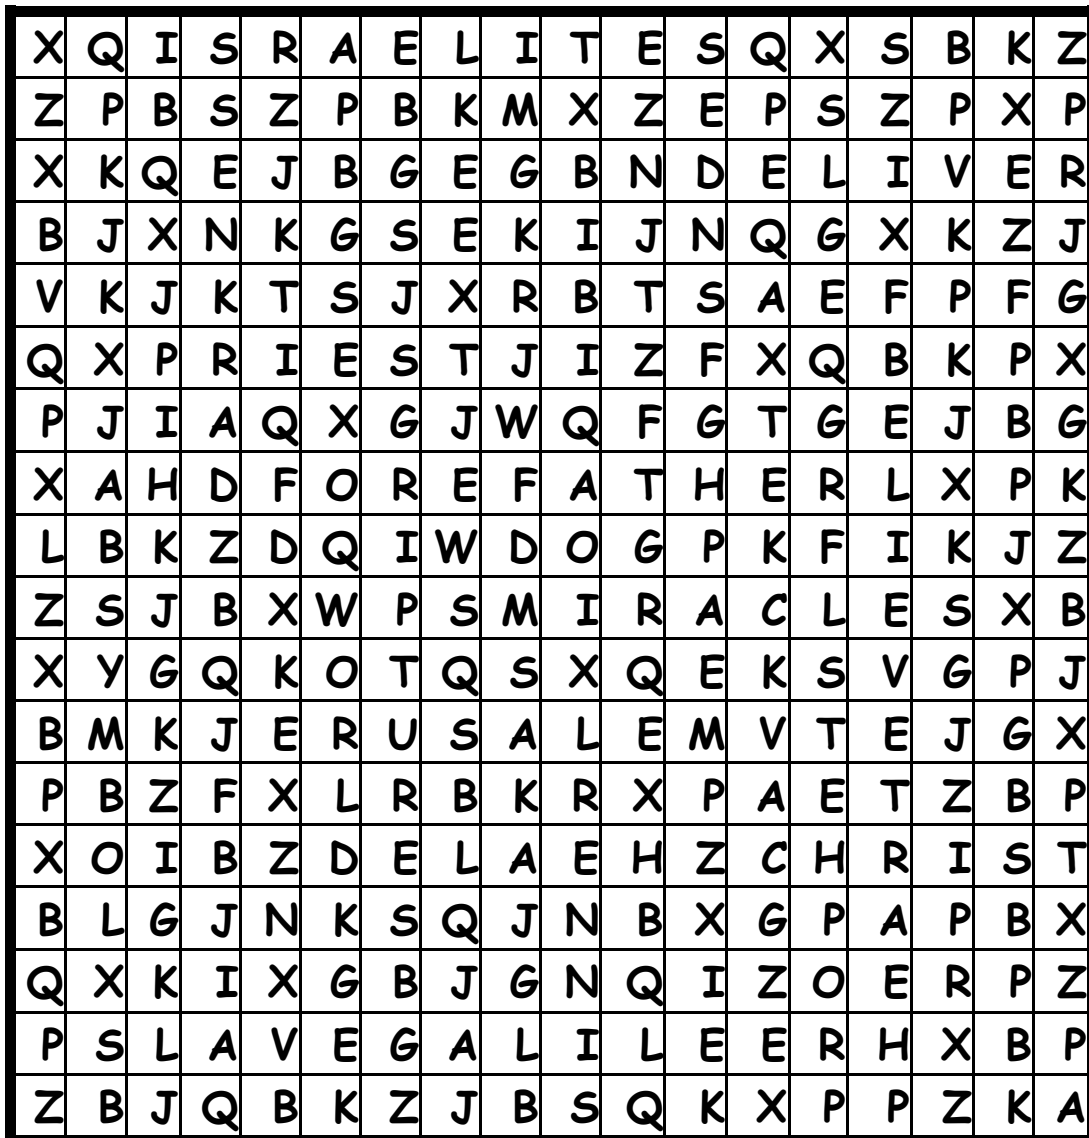 X Q I S R A E L I T E S Q X S B K Z
Z P B S Z P B K M X Z E P S Z P X P
X K Q E J B G E G B N D E L I V E R
B J X N K G S E K I J N Q G X K Z J
V K J K T S J X R B T S A E F P F G
Q X P R I E S T J I Z F X Q B K P X
P J I A Q X G J W Q F G T G E J B G
X A H D F O R E F A T H E R L X P K
L B K Z D Q I W D O G P K F I K J Z
Z S J B X W P S M I R A C L E S X B
X Y G Q K O T Q S X Q E K S V G P J
B M K J E R U S A L E M V T E J G X
P B Z F X L R B K R X P A E T Z B P
X O I B Z D E L A E H Z C H R I S T
B L G J N K S Q J N B X G P A P B X
Q X K I X G B J G N Q I Z O E R P Z
P S L A V E G A L I L E E R H X B P
Z B J Q B K Z J B S Q K X P P Z K A